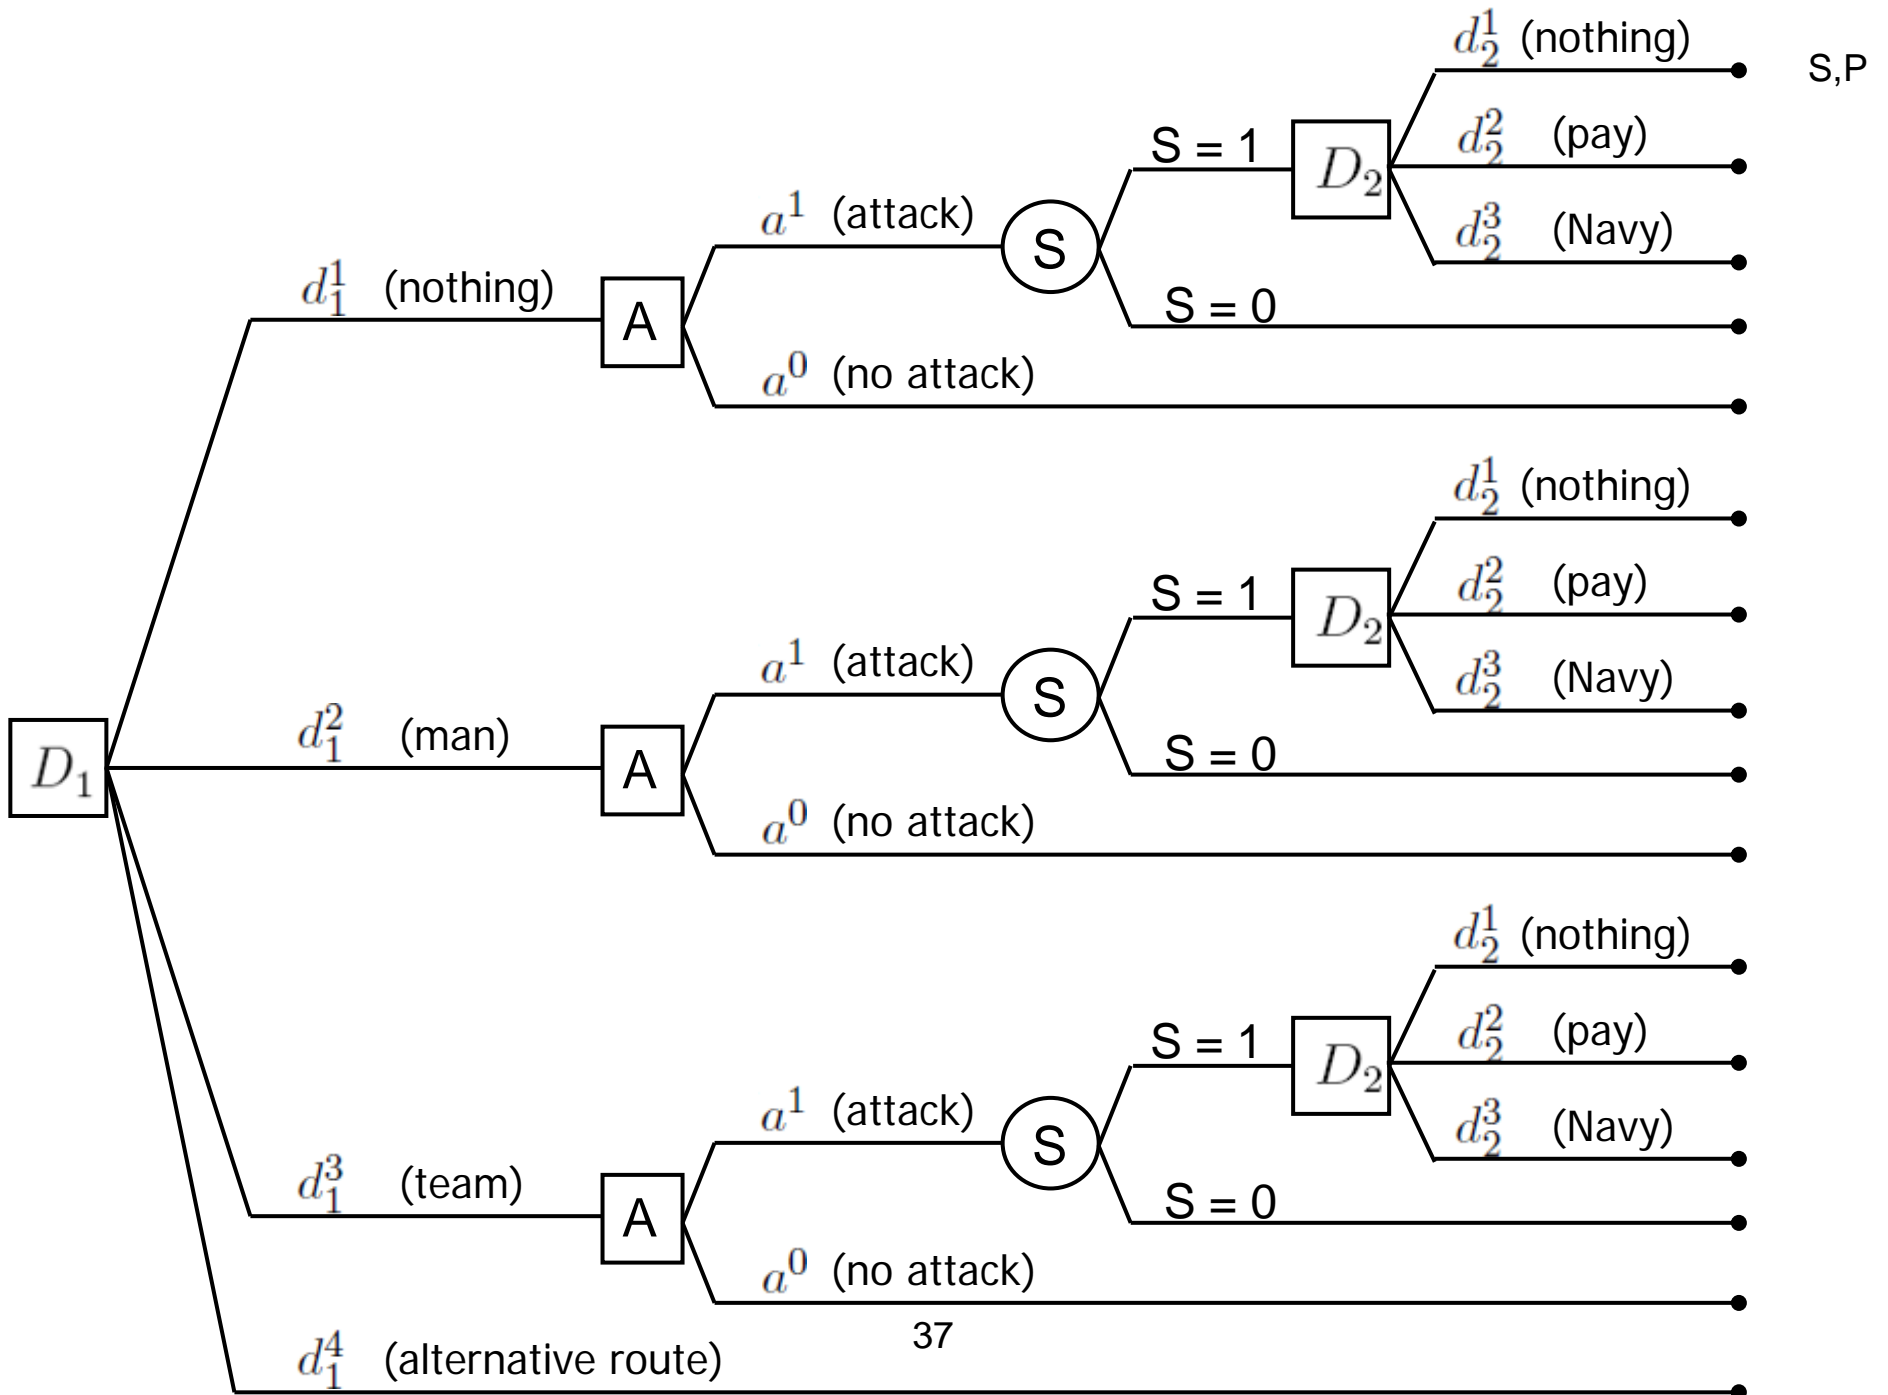 d_2^1 (nothing)
S,P
d_2^2 (pay)
S = 1
D_2
a^1 (attack)
d_2^3 (Navy)
S
d_1^1 (nothing)
S = 0
A
a^0 (no attack)
d_2^1 (nothing)
d_2^2 (pay)
S = 1
D_2
a^1 (attack)
d_2^3 (Navy)
S
d_1^2 (man)
S = 0
D_1
A
a^0 (no attack)
d_2^1 (nothing)
d_2^2 (pay)
S = 1
D_2
a^1 (attack)
d_2^3 (Navy)
S
d_1^3 (team)
S = 0
A
a^0 (no attack)
37
d_1^4 (alternative route)